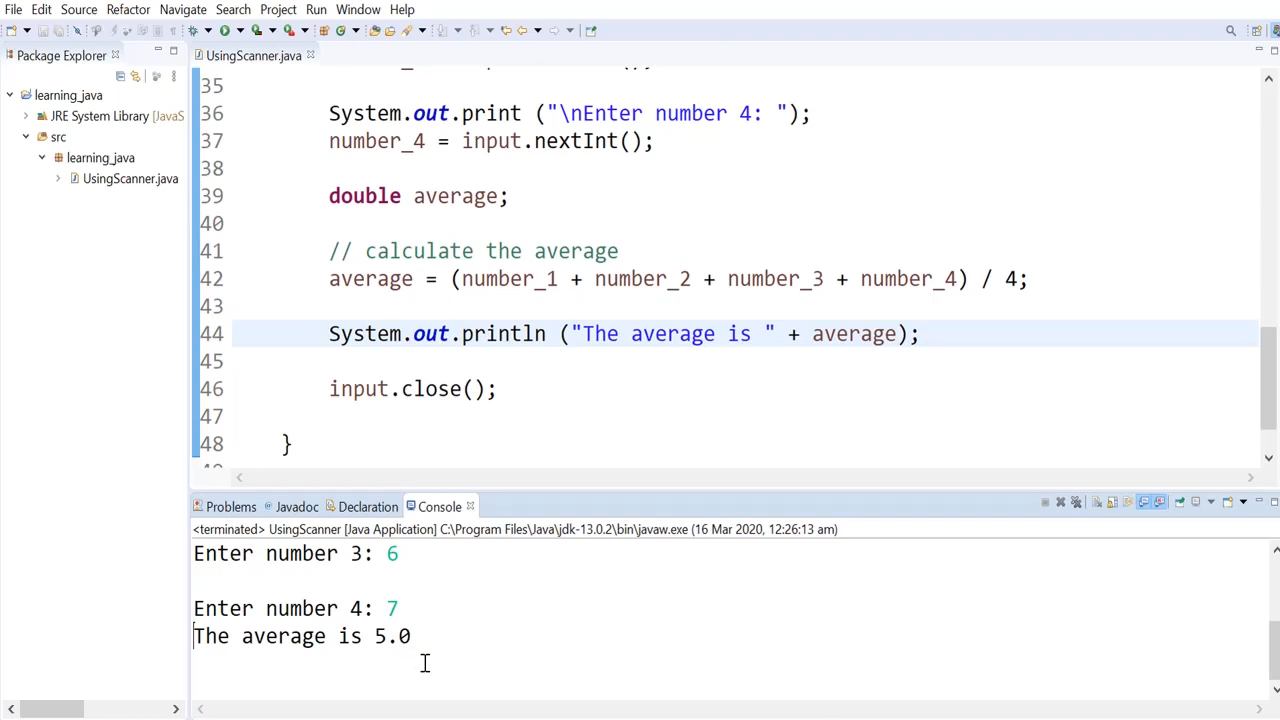 File Edit Source Refactor Navigate Search Project Run Window Help
Package Explorer
learning_java
JRE System Library [JavaS
src
learning_java
UsingScanner.java
UsingScanner.java
35
36 System.out.print ("\nEnter number 4: ");
37 number_4 = input.nextInt();
38
39 double average;
40
41 // calculate the average
42 average = (number_1 + number_2 + number_3 + number_4) / 4;
43
44 System.out.println ("The average is " + average);
45
46 input.close();
47
48 }
Problems Javadoc Declaration Console
<terminated> UsingScanner [Java Application] C:\Program Files\Java\jdk-13.0.2\bin\javaw.exe (16 Mar 2020, 12:26:13 am)
Enter number 3: 6
Enter number 4: 7
The average is 5.0